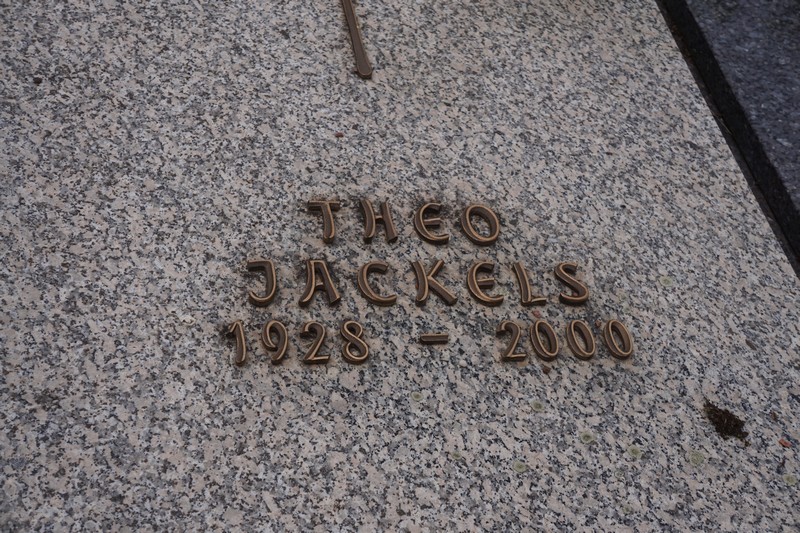 THEO
JACKELS
1928 - 2000